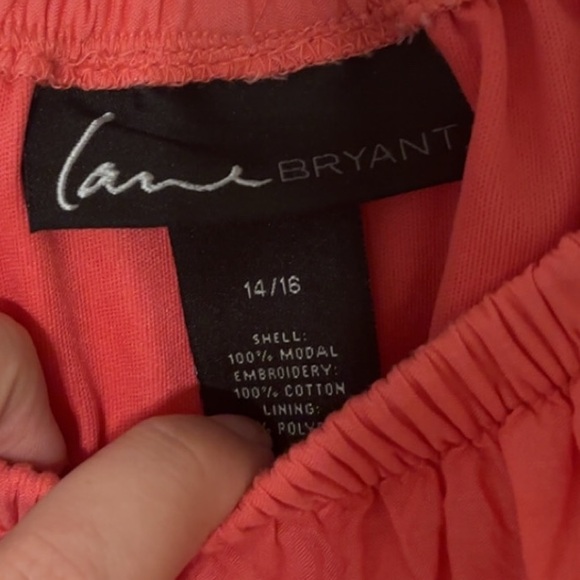 Lane BRYANT
14/16
SHELL:
100% MODAL
EMBROIDERY:
100% COTTON
LINING: